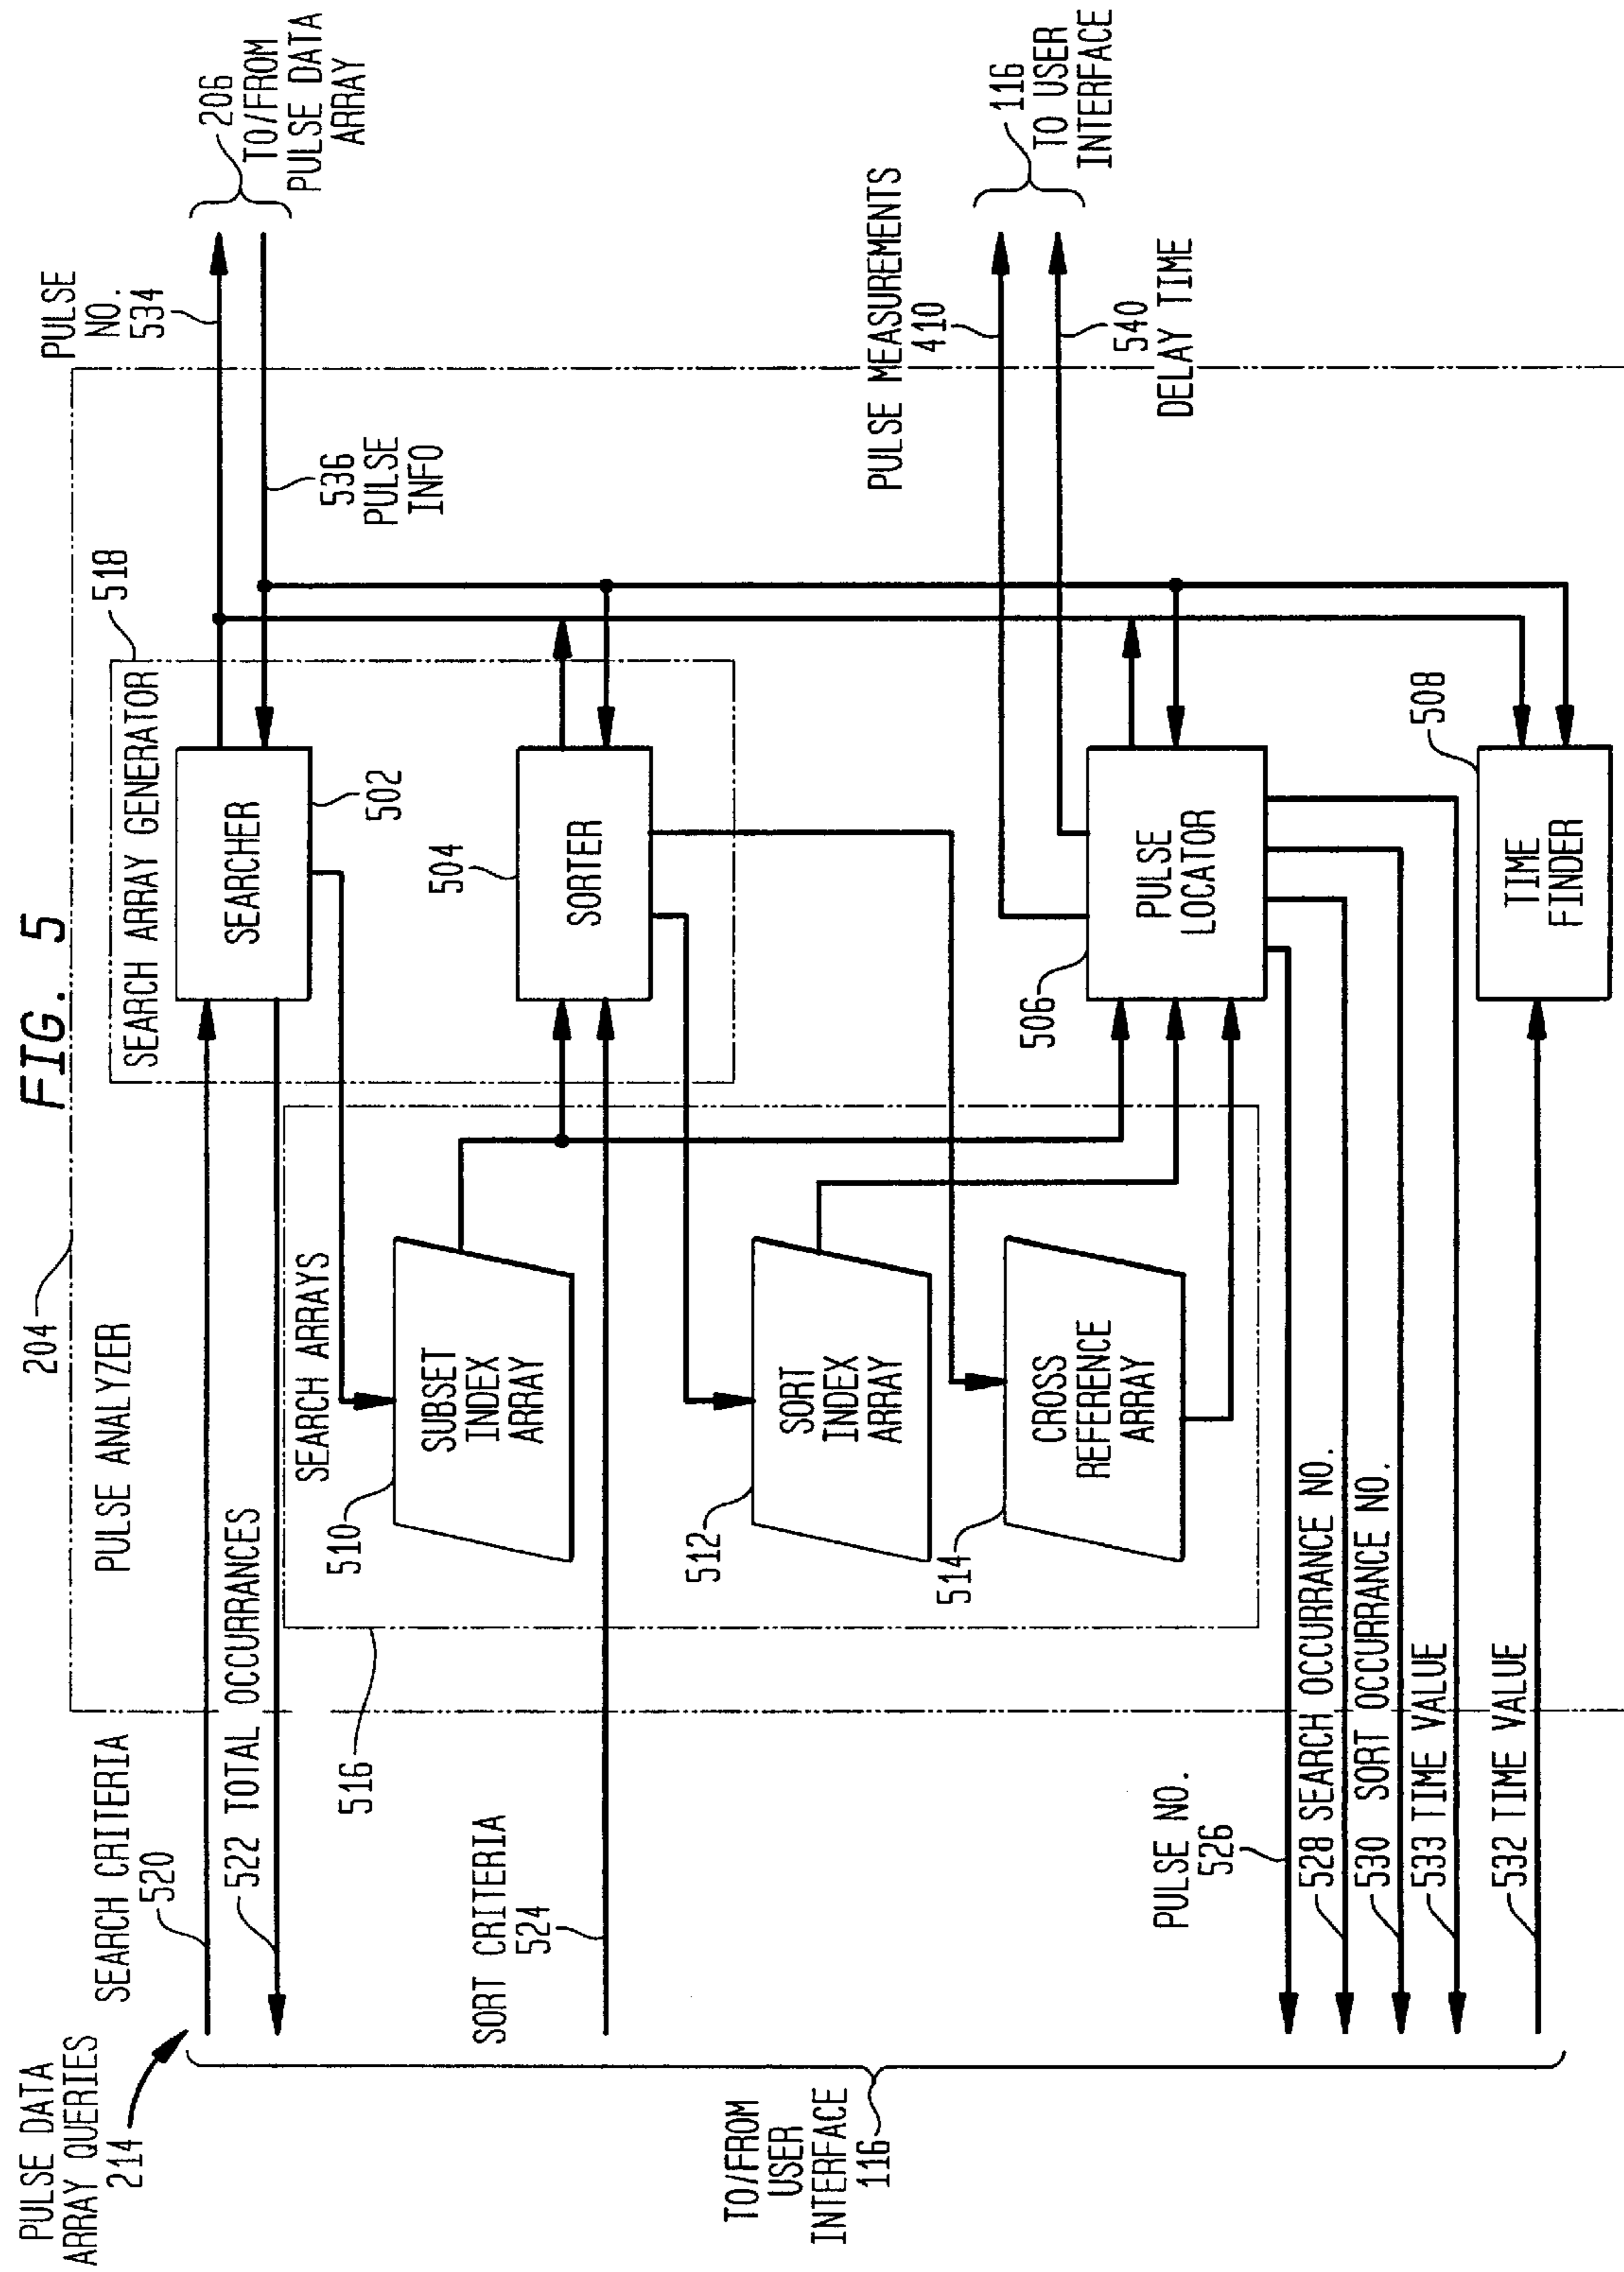 FIG. 5
PULSE DATA
ARRAY QUERIES
214
SEARCH CRITERIA
520
522 TOTAL OCCURRANCES
SORT CRITERIA
524
TO/FROM
USER
INTERFACE
116
PULSE NO.
526
528 SEARCH OCCURRANCE NO.
530 SORT OCCURRANCE NO.
533 TIME VALUE
532 TIME VALUE
204
PULSE ANALYZER
516
SEARCH ARRAYS
510
SUBSET
INDEX
ARRAY
512
SORT
INDEX
ARRAY
514
CROSS
REFERENCE
ARRAY
518
SEARCH ARRAY GENERATOR
SEARCHER
502
504
SORTER
506
PULSE
LOCATOR
508
TIME
FINDER
PULSE
NO.
534
536
PULSE
INFO
206
TO/FROM
PULSE DATA
ARRAY
PULSE MEASUREMENTS
410
540
DELAY TIME
116
TO USER
INTERFACE